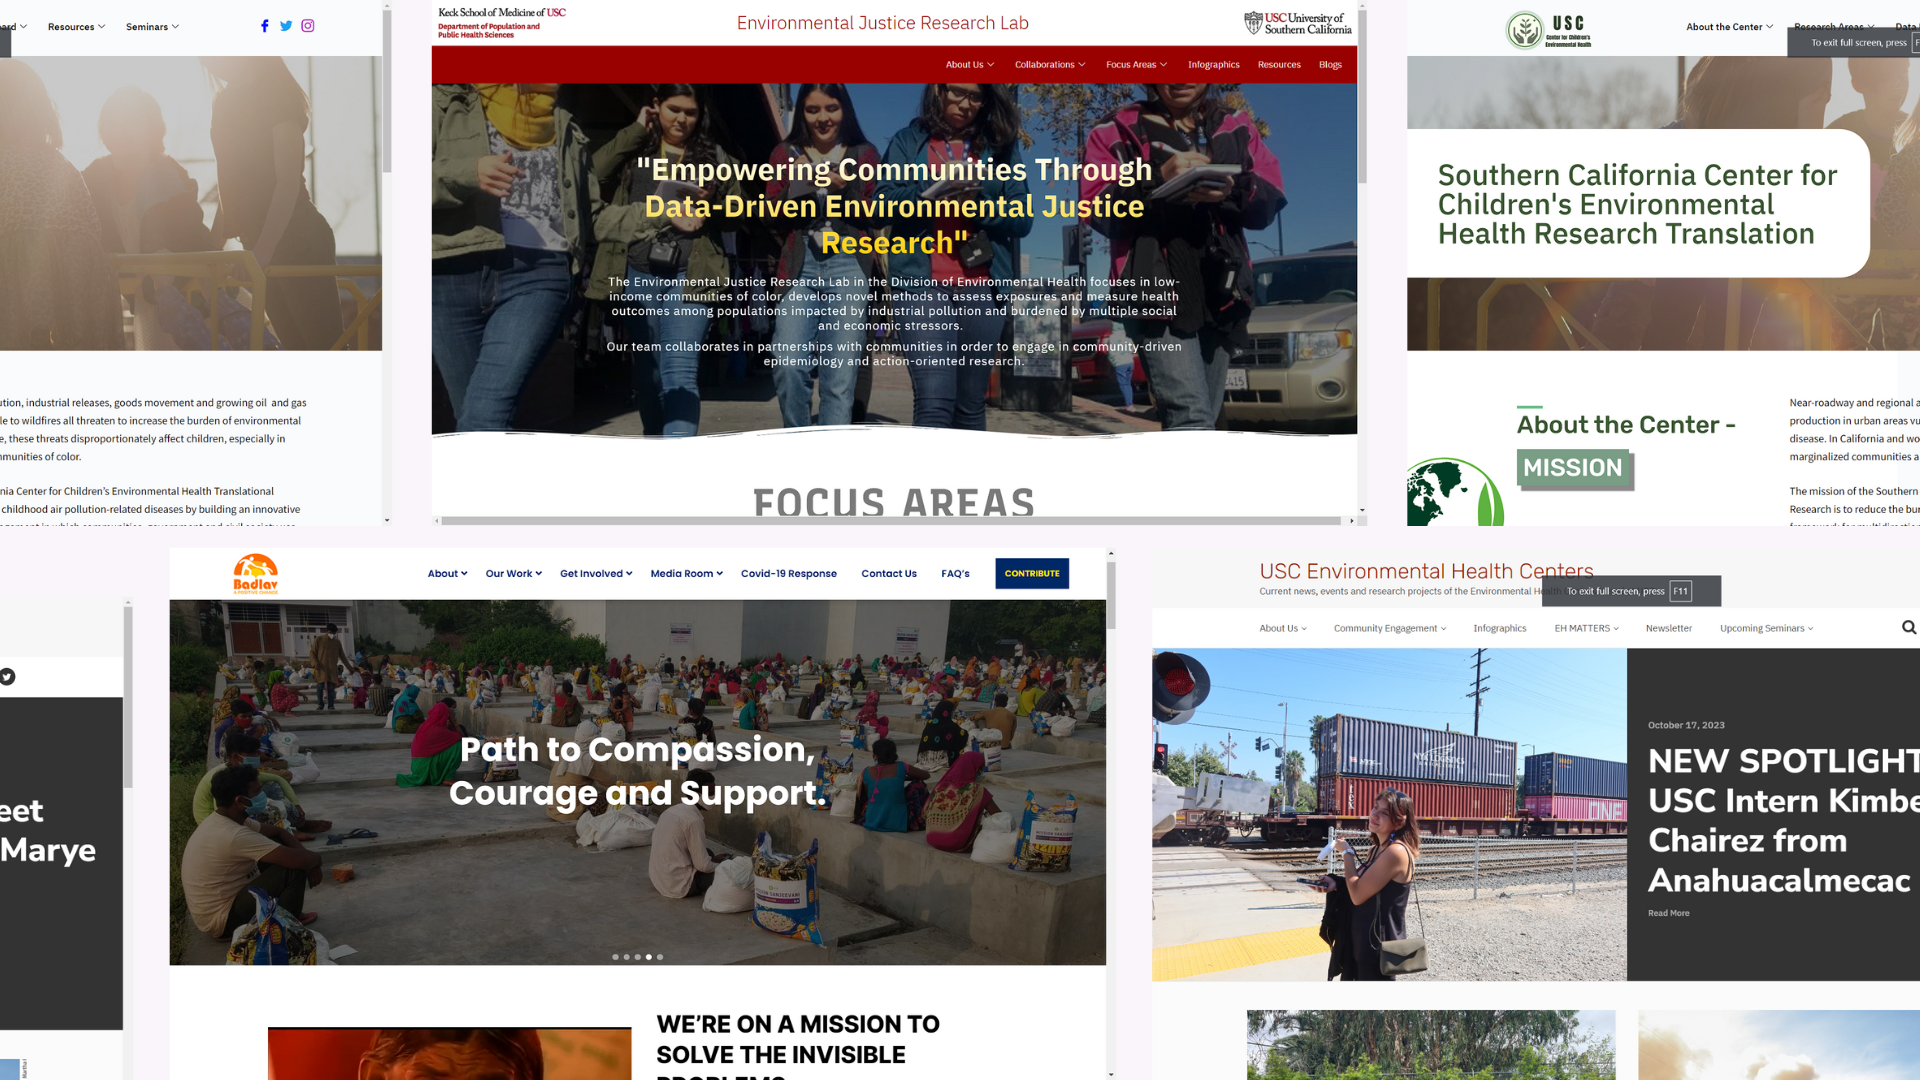 Resources
Seminars
ution, industrial releases, goods movement and growing oil and gas
le to wildfires all threaten to increase the burden of environmental
e, these threats disproportionately affect children, especially in
mmunities of color.
nia Center for Children's Environmental Health Translational
childhood air pollution-related diseases by building an innovative
Keck School of Medicine of USC
Department of Population and
Public Health Sciences
Environmental Justice Research Lab
USC University of
Southern California
About Us
Collaborations
Focus Areas
Infographics
Resources
Blogs
"Empowering Communities Through
Data-Driven Environmental Justice
Research"
The Environmental Justice Research Lab in the Division of Environmental Health focuses in low-
income communities of color, develops novel methods to assess exposures and measure health
outcomes among populations impacted by industrial pollution and burdened by multiple social
and economic stressors.
Our team collaborates in partnerships with communities in order to engage in community-driven
epidemiology and action-oriented research.
FOCUS AREAS
USC
Center for Children's
Environmental Health
About the Center
Research Areas
Data
To exit full screen, press F
Southern California Center for
Children's Environmental
Health Research Translation
About the Center -
MISSION
Near-roadway and regional a
production in urban areas vu
disease. In California and wo
marginalized communities a
The mission of the Southern
Research is to reduce the bur
eet
Marye
Badlav
A POSITIVE CHANGE
About
Our Work
Get Involved
Media Room
Covid-19 Response
Contact Us
FAQ's
CONTRIBUTE
Path to Compassion,
Courage and Support.
WE'RE ON A MISSION TO
SOLVE THE INVISIBLE
PROBLEMS
USC Environmental Health Centers
Current news, events and research projects of the Environmental He
To exit full screen, press F11
About Us
Community Engagement
Infographics
EH MATTERS
Newsletter
Upcoming Seminars
October 17, 2023
NEW SPOTLIGHT
USC Intern Kimbe
Chairez from
Anahuacalmecac
Read More